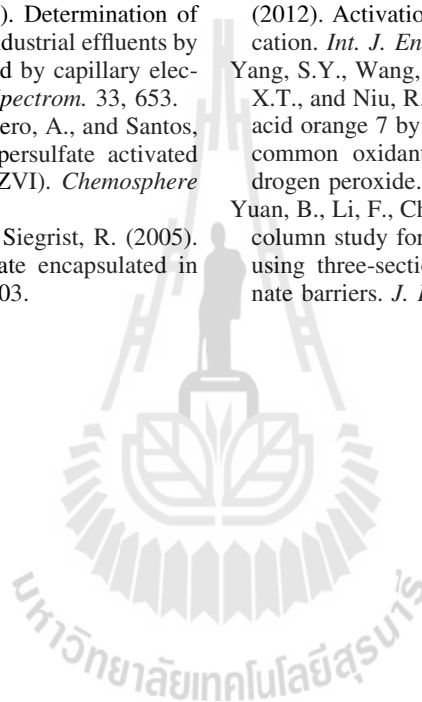 ). Determination of
ndustrial effluents by
d by capillary elec-
pectrom. 33, 653.
ero, A., and Santos,
persulfate activated
ZVI). Chemosphere
Siegrist, R. (2005).
ate encapsulated in
03.
(2012). Activatio
cation. Int. J. En
Yang, S.Y., Wang,
X.T., and Niu, R.
acid orange 7 by
common oxidant
drogen peroxide.
Yuan, B., Li, F., Ch
column study for
using three-sectio
nate barriers. J. I
มหาวิทยาลัยเทคโนโลยีสุรนารี